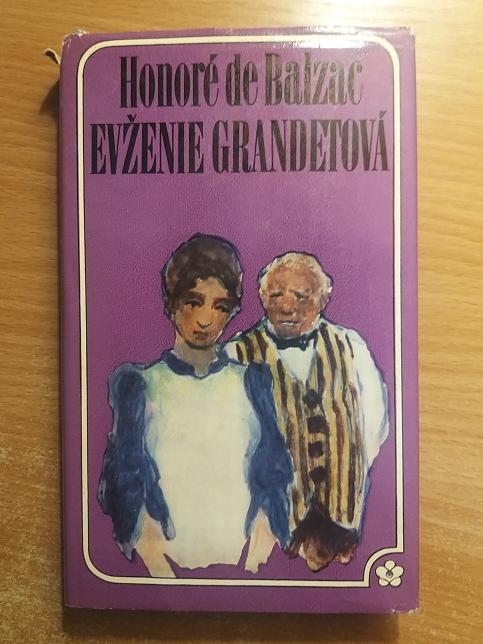 Honoré de Balzac
EVŽENIE GRANDETOVÁ